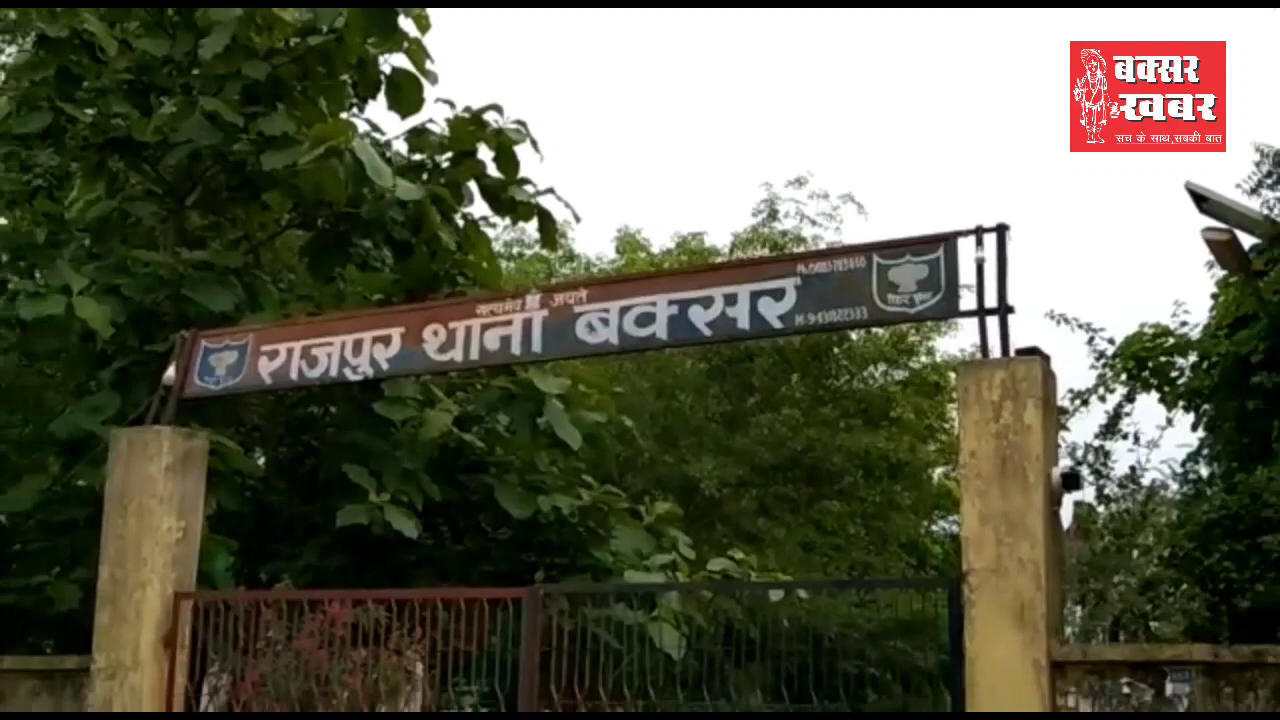 बक्सर
खबर
सच के साथ,सबकी बात
सत्यमेव जयते
राजपुर थाना बक्सर
बिहार पुलिस